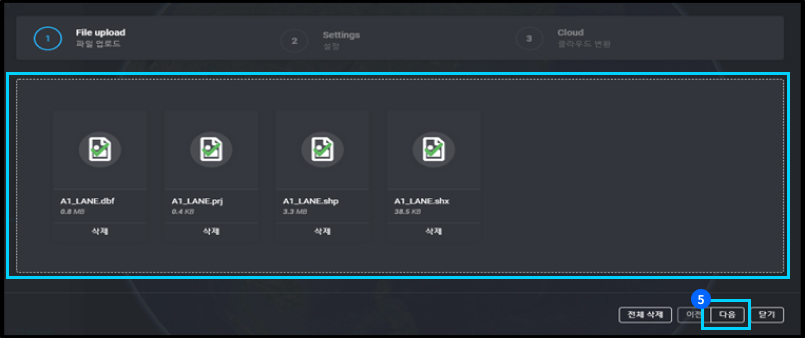 1
File upload
파일 업로드
2
Settings
설정
3
Cloud
클라우드 변환
A1_LANE.dbf
0.8 MB
삭제
A1_LANE.prj
0.4 KB
삭제
A1_LANE.shp
3.3 MB
삭제
A1_LANE.shx
38.5 KB
삭제
5
전체 삭제
이전
다음
닫기